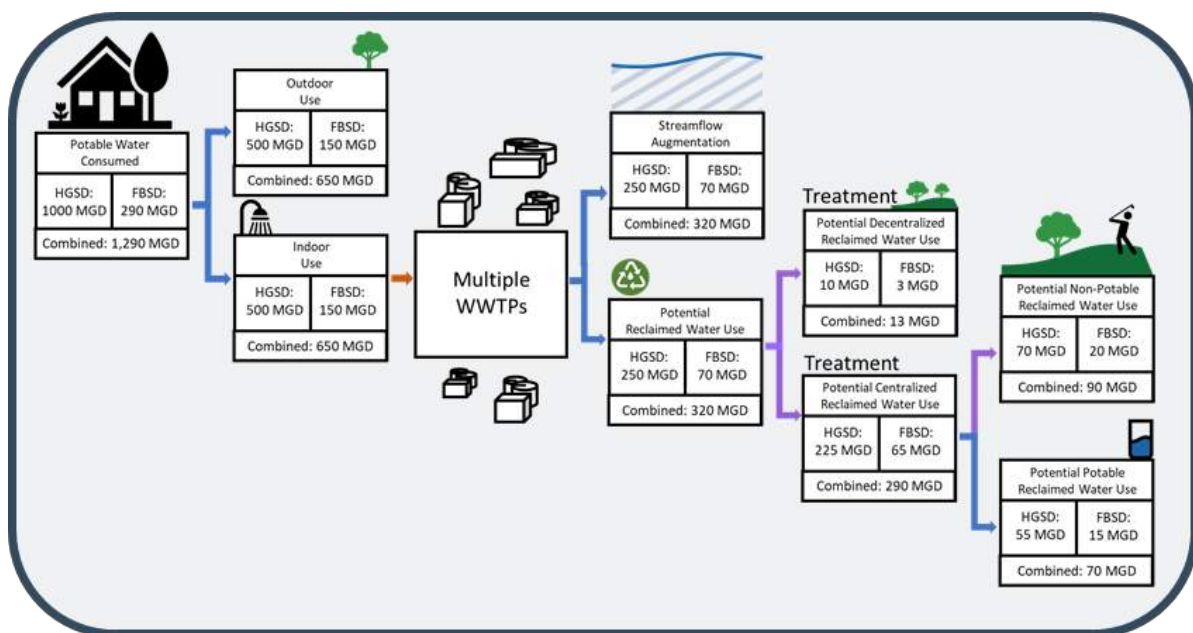 Potable Water
Consumed
HGSD:
1000 MGD
FBSD:
290 MGD
Combined: 1,290 MGD
Outdoor
Use
HGSD:
500 MGD
FBSD:
150 MGD
Combined: 650 MGD
Indoor
Use
HGSD:
500 MGD
FBSD:
150 MGD
Combined: 650 MGD
Multiple
WWTPs
Streamflow
Augmentation
HGSD:
250 MGD
FBSD:
70 MGD
Combined: 320 MGD
Potential
Reclaimed Water Use
HGSD:
250 MGD
FBSD:
70 MGD
Combined: 320 MGD
Treatment
Potential Decentralized
Reclaimed Water Use
HGSD:
10 MGD
FBSD:
3 MGD
Combined: 13 MGD
Treatment
Potential Centralized
Reclaimed Water Use
HGSD:
225 MGD
FBSD:
65 MGD
Combined: 290 MGD
Potential Non-Potable
Reclaimed Water Use
HGSD:
70 MGD
FBSD:
20 MGD
Combined: 90 MGD
Potential Potable
Reclaimed Water Use
HGSD:
55 MGD
FBSD:
15 MGD
Combined: 70 MGD